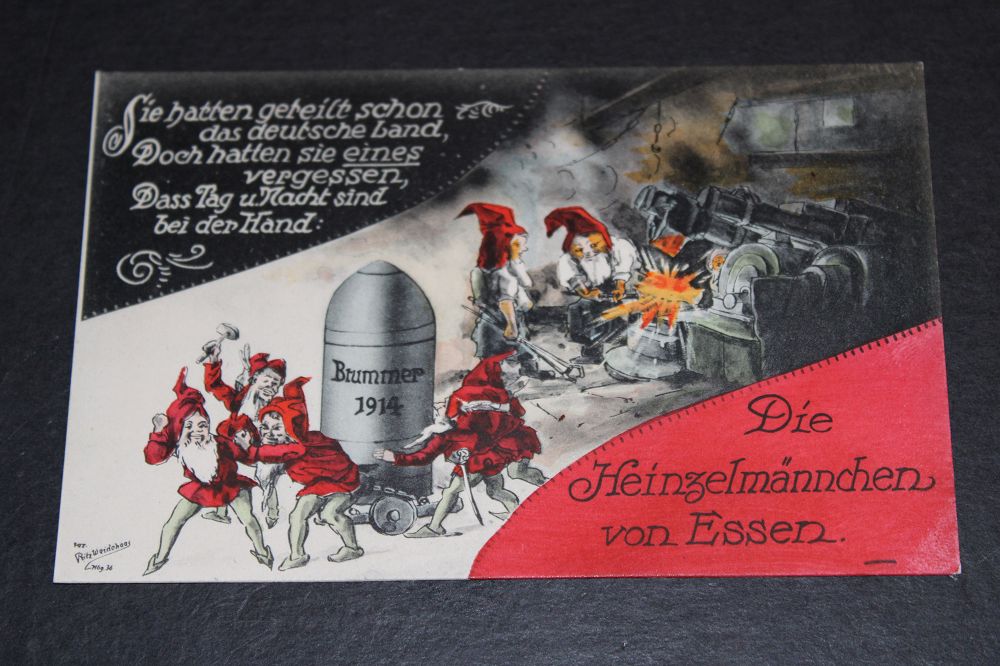 Sie hatten geteilt schon
das deutsche Land,
Doch hatten sie eines
vergessen,
Dass Tag u. Nacht sind
bei der Hand:
Brummer
1914
Die
Heinzelmännchen
von Essen.